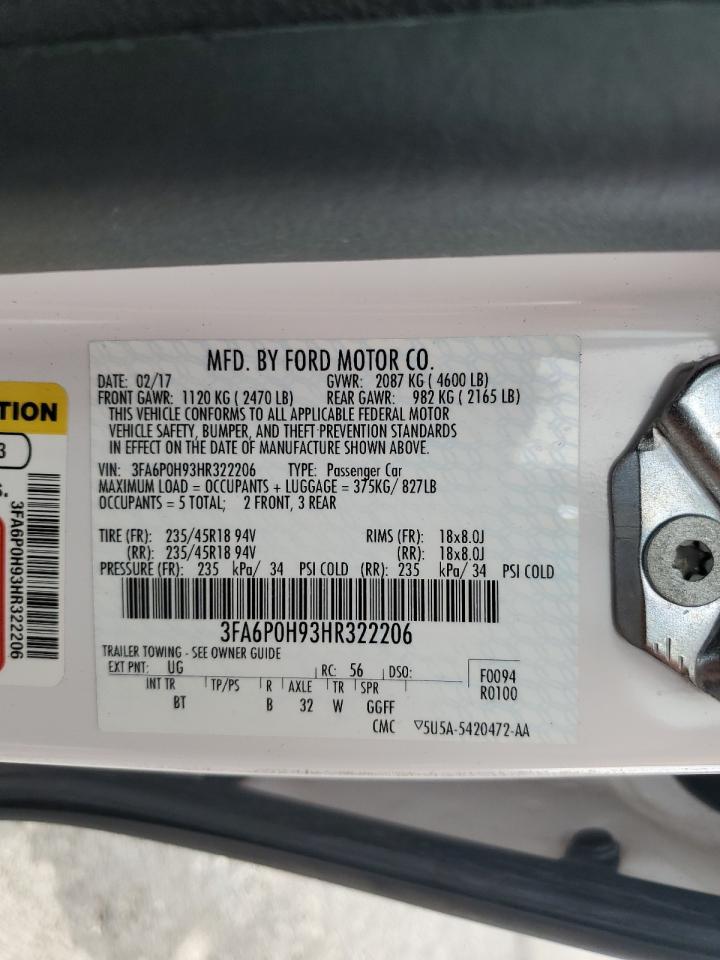 MFD. BY FORD MOTOR CO.
DATE: 02/17 GVWR: 2087 KG ( 4600 LB)
FRONT GAWR: 1120 KG ( 2470 LB) REAR GAWR: 982 KG ( 2165 LB)
THIS VEHICLE CONFORMS TO ALL APPLICABLE FEDERAL MOTOR
VEHICLE SAFETY, BUMPER, AND THEFT PREVENTION STANDARDS
IN EFFECT ON THE DATE OF MANUFACTURE SHOWN ABOVE.
VIN: 3FA6P0H93HR322206 TYPE: Passenger Car
MAXIMUM LOAD = OCCUPANTS + LUGGAGE = 375KG/ 827LB
OCCUPANTS = 5 TOTAL; 2 FRONT, 3 REAR
TIRE (FR): 235/45R18 94V RIMS (FR): 18x8.0J
(RR): 235/45R18 94V (RR): 18x8.0J
PRESSURE (FR): 235 kPa/ 34 PSI COLD (RR): 235 kPa/ 34 PSI COLD
3FA6P0H93HR322206
TRAILER TOWING - SEE OWNER GUIDE
EXT PNT: UG RC: 56 DSO: F0094
INT TR TP/PS R AXLE TR SPR R0100
BT B 32 W GGFF
CMC ▽5U5A-5420472-AA
TION
3
S.
3FA6P0H93HR322206